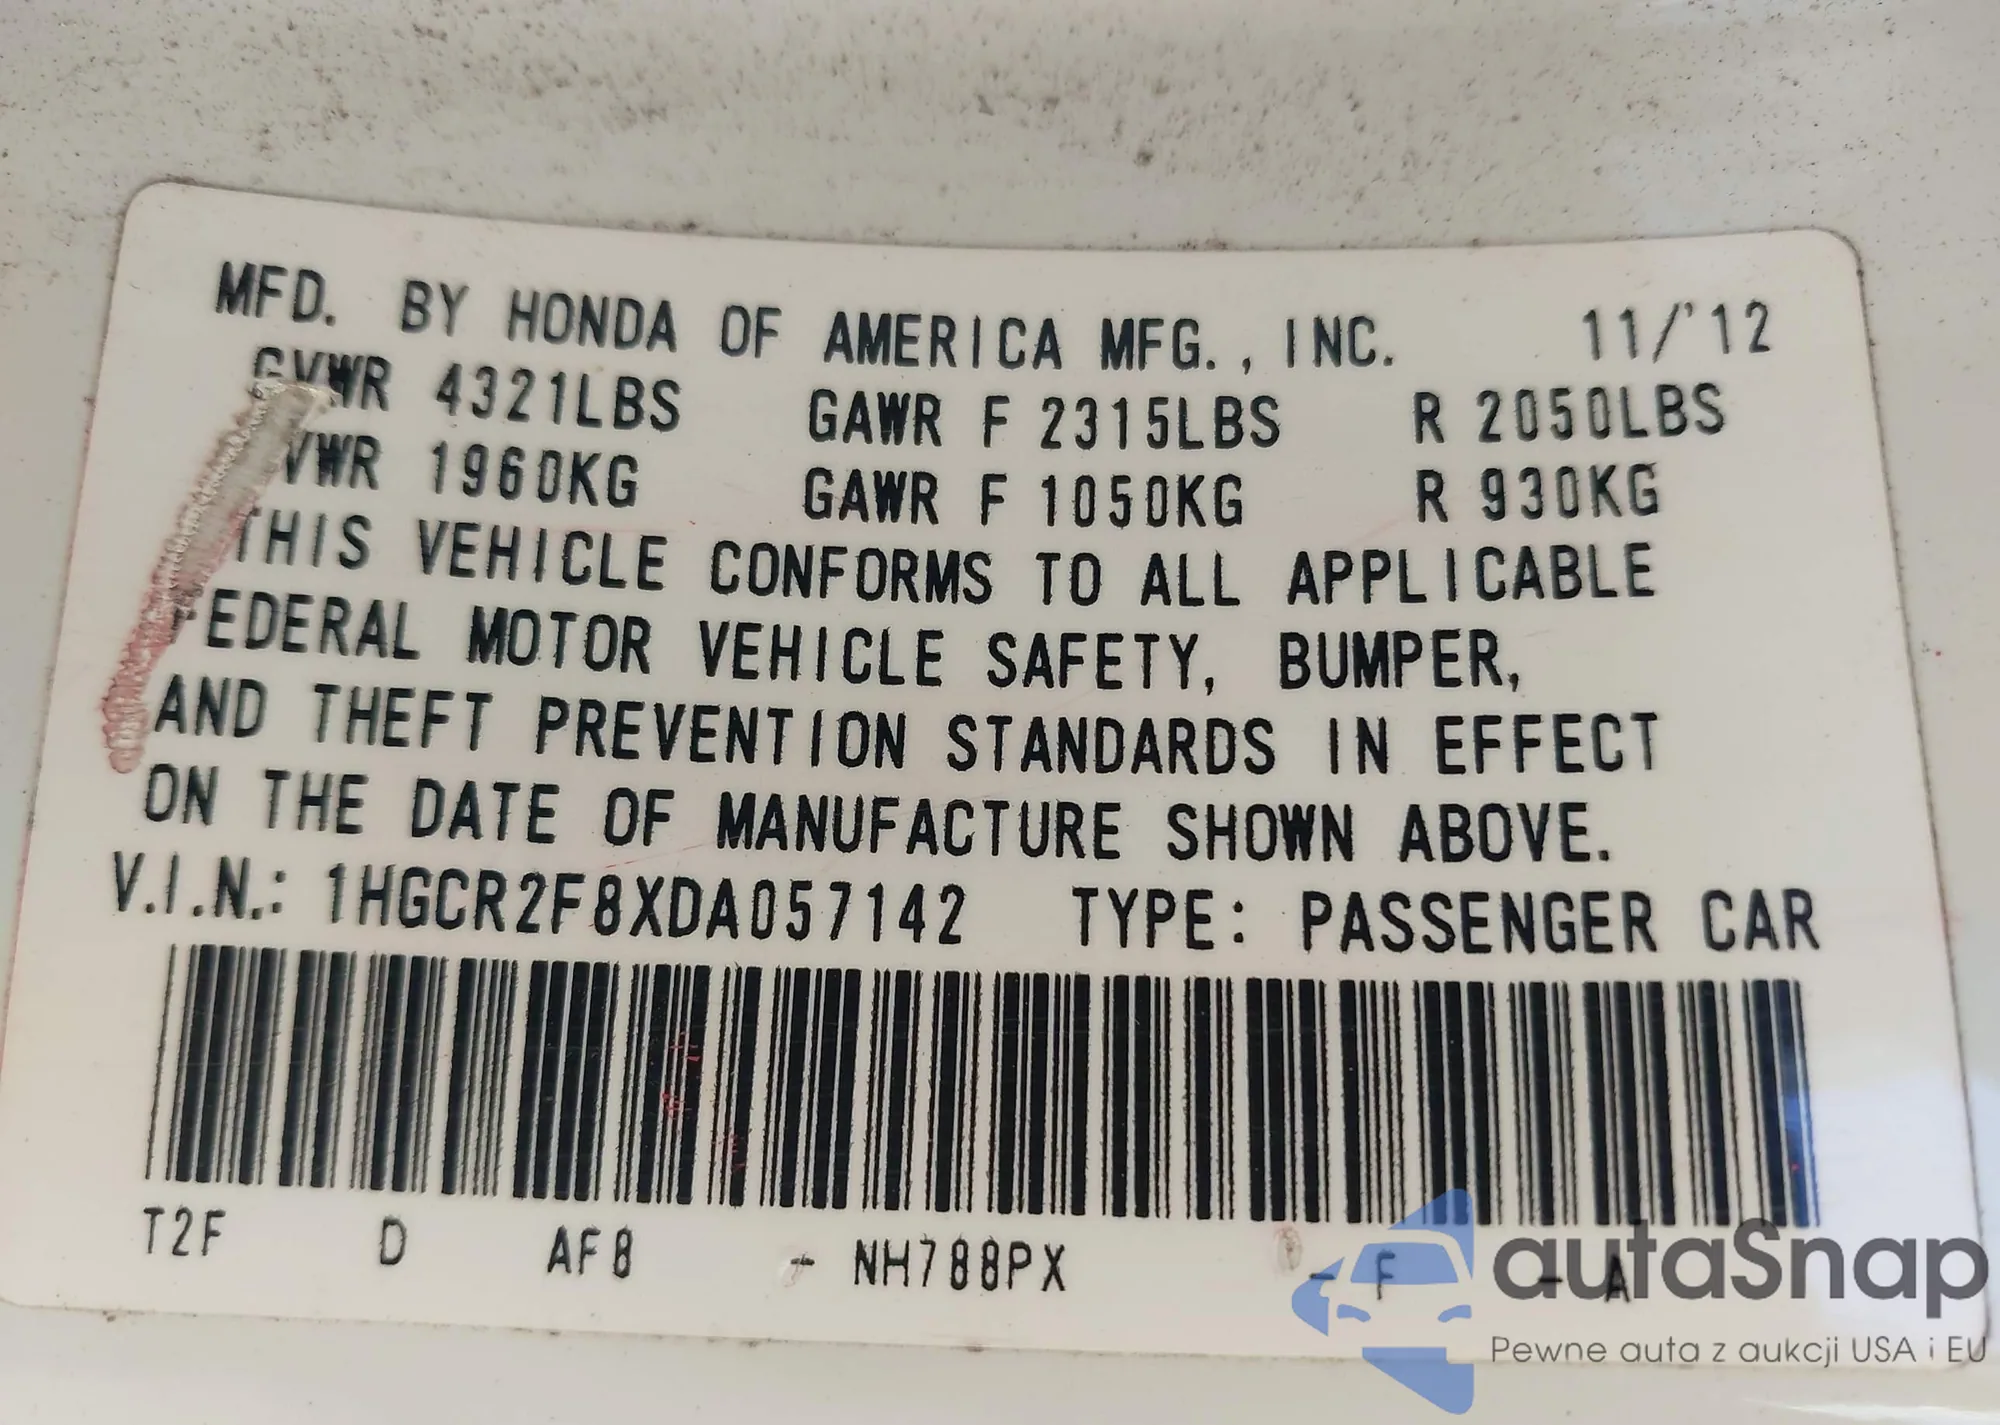 MFD. BY HONDA OF AMERICA MFG., INC. 11/'12
GVWR 4321LBS GAWR F 2315LBS R 2050LBS
VWR 1960KG GAWR F 1050KG R 930KG
THIS VEHICLE CONFORMS TO ALL APPLICABLE
FEDERAL MOTOR VEHICLE SAFETY, BUMPER,
AND THEFT PREVENTION STANDARDS IN EFFECT
ON THE DATE OF MANUFACTURE SHOWN ABOVE.
V.I.N.: 1HGCR2F8XDA057142 TYPE: PASSENGER CAR
T2F D AF8 - NH788PX - F - A
autaSnap
Pewne auta z aukcji USA i EU